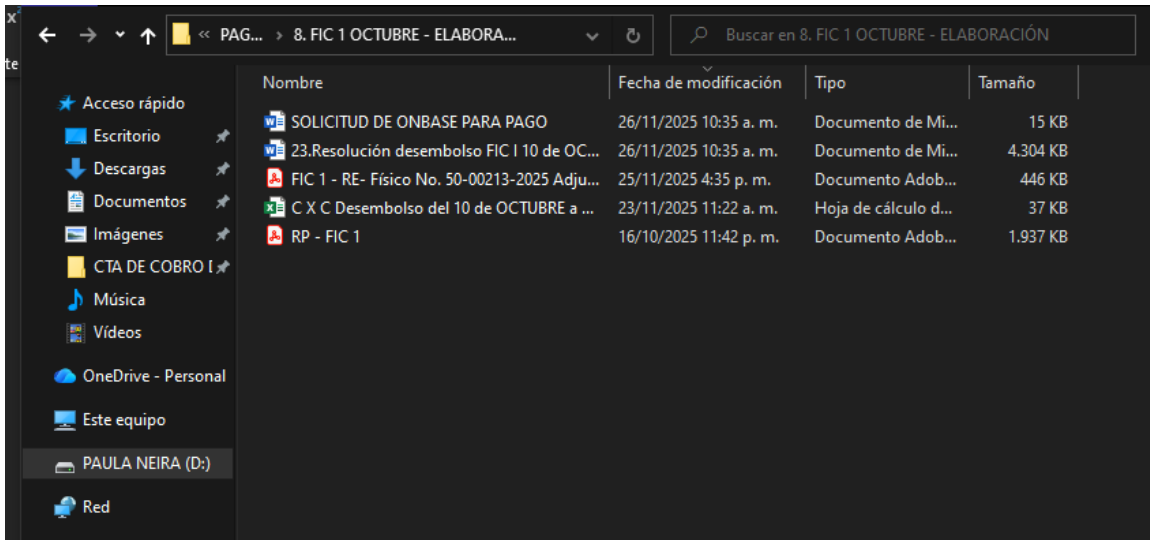 x
te
« PAG... > 8. FIC 1 OCTUBRE - ELABORA...
Buscar en 8. FIC 1 OCTUBRE - ELABORACIÓN
Nombre Fecha de modificación Tipo Tamaño
Acceso rápido
Escritorio
Descargas
Documentos
Imágenes
CTA DE COBRO
Música
Vídeos
OneDrive - Personal
Este equipo
PAULA NEIRA (D:)
Red
SOLICITUD DE ONBASE PARA PAGO 26/11/2025 10:35 a. m. Documento de Mi... 15 KB
23.Resolución desembolso FIC I 10 de OC... 26/11/2025 10:35 a. m. Documento de Mi... 4.304 KB
FIC 1 - RE- Físico No. 50-00213-2025 Adju... 25/11/2025 4:35 p. m. Documento Adob... 446 KB
C X C Desembolso del 10 de OCTUBRE a ... 23/11/2025 11:22 a. m. Hoja de cálculo d... 37 KB
RP - FIC 1 16/10/2025 11:42 p. m. Documento Adob... 1.937 KB